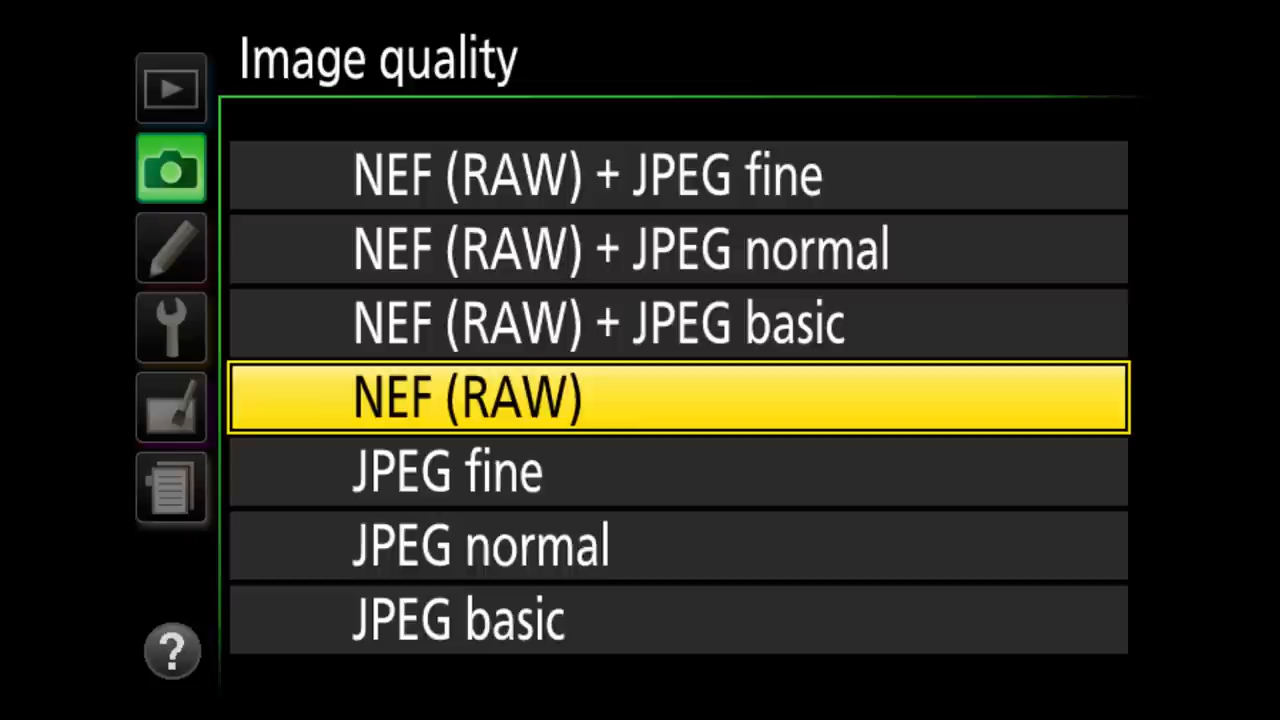 Image quality
NEF (RAW) + JPEG fine
NEF (RAW) + JPEG normal
NEF (RAW) + JPEG basic
NEF (RAW)
JPEG fine
JPEG normal
JPEG basic
?